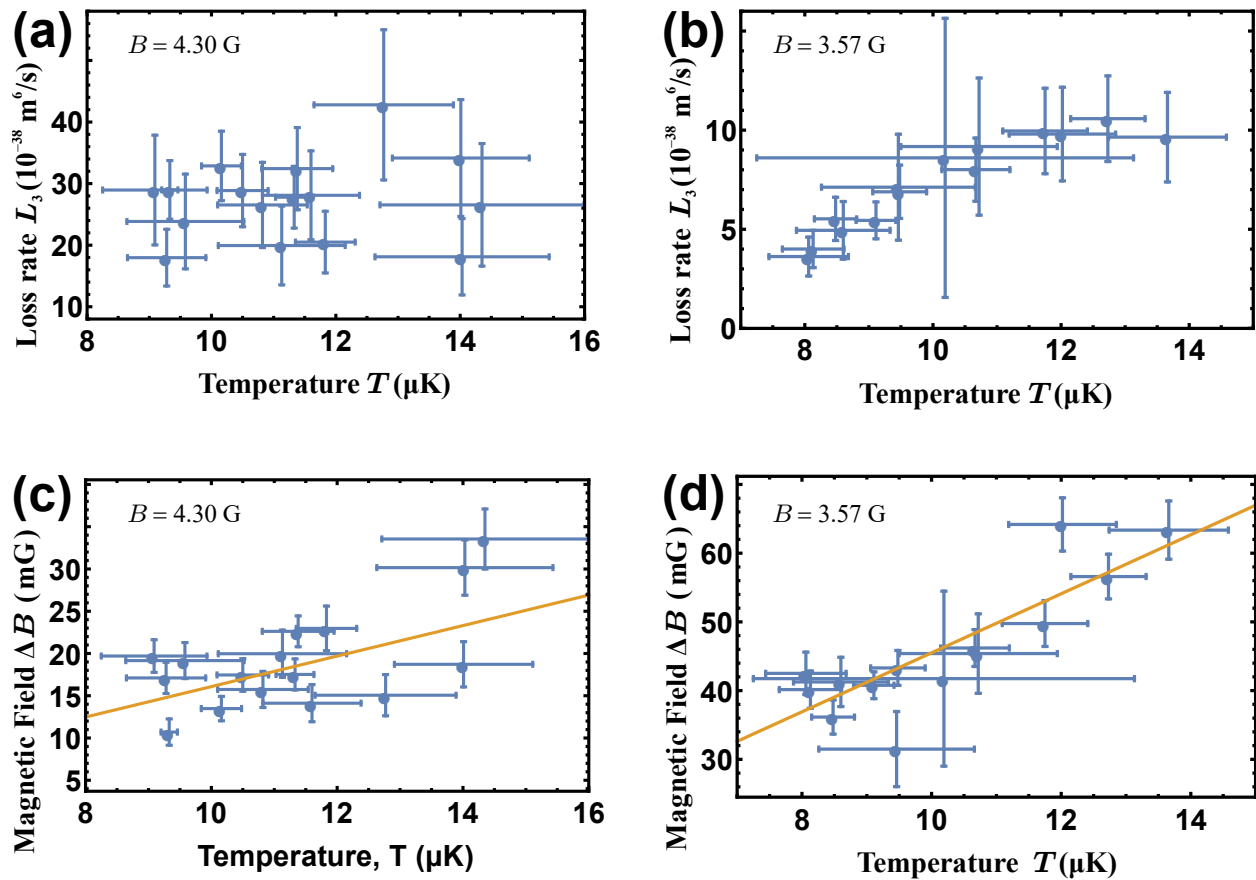 (a)
B = 4.30 G
Loss rate L₃(10⁻³⁸ m⁶/s)
40
30
20
10
8
10
12
14
16
Temperature T (µK)
(b)
B = 3.57 G
Loss rate L₃(10⁻³⁸ m⁶/s)
10
5
0
8
10
12
14
Temperature T (µK)
(c)
B = 4.30 G
Magnetic Field ΔB (mG)
30
25
20
15
10
5
8
10
12
14
16
Temperature, T (µK)
(d)
B = 3.57 G
Magnetic Field ΔB (mG)
60
50
40
30
8
10
12
14
Temperature T (µK)